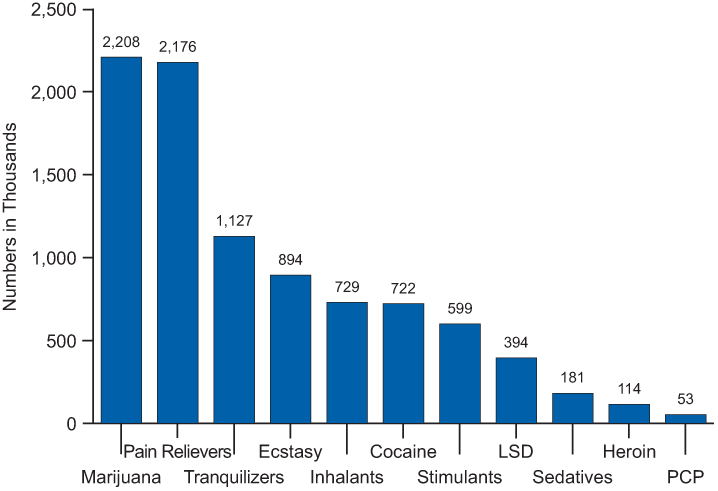 2,500
2,000
1,500
1,000
500
0
Numbers in Thousands
2,208
2,176
1,127
894
729
722
599
394
181
114
53
Pain Relievers
Ecstasy
Cocaine
LSD
Heroin
Marijuana
Tranquilizers
Inhalants
Stimulants
Sedatives
PCP